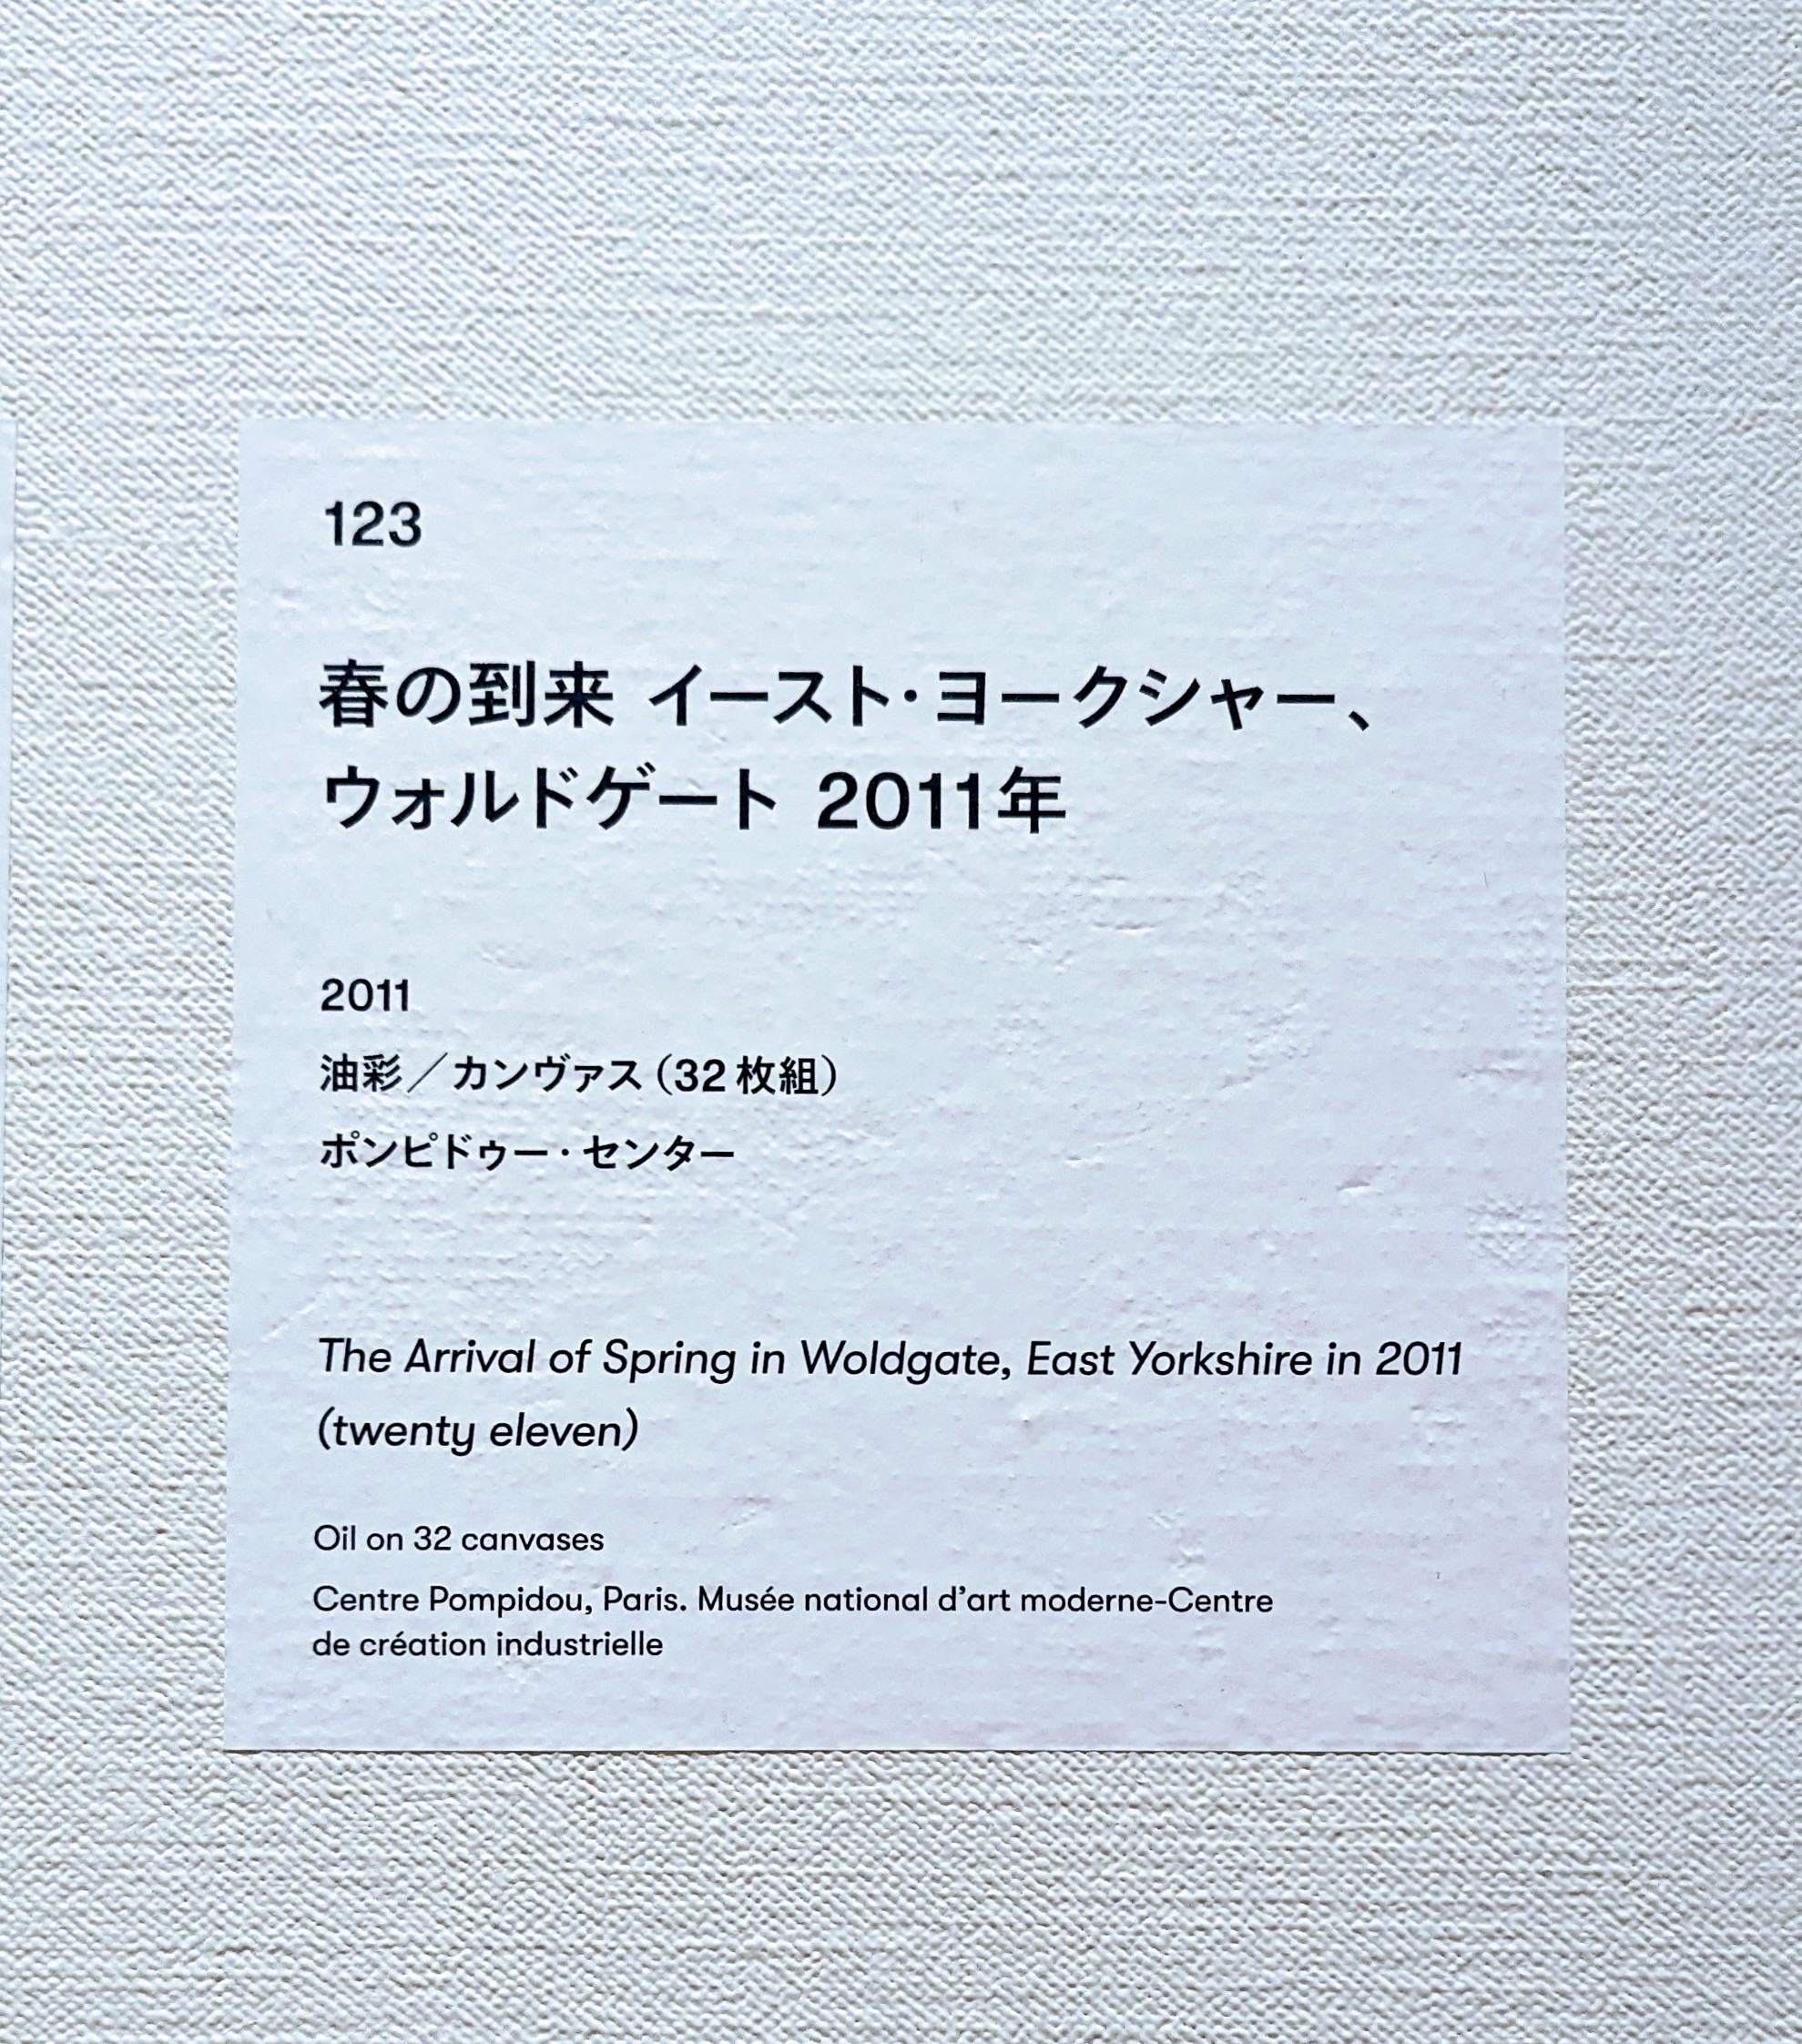 123
春の到来 イースト・ヨークシャー、
ウォルドゲート 2011年
2011
油彩／カンヴァス（32枚組）
ポンピドゥー・センター
The Arrival of Spring in Woldgate, East Yorkshire in 2011
(twenty eleven)
Oil on 32 canvases
Centre Pompidou, Paris. Musée national d’art moderne-Centre
de création industrielle